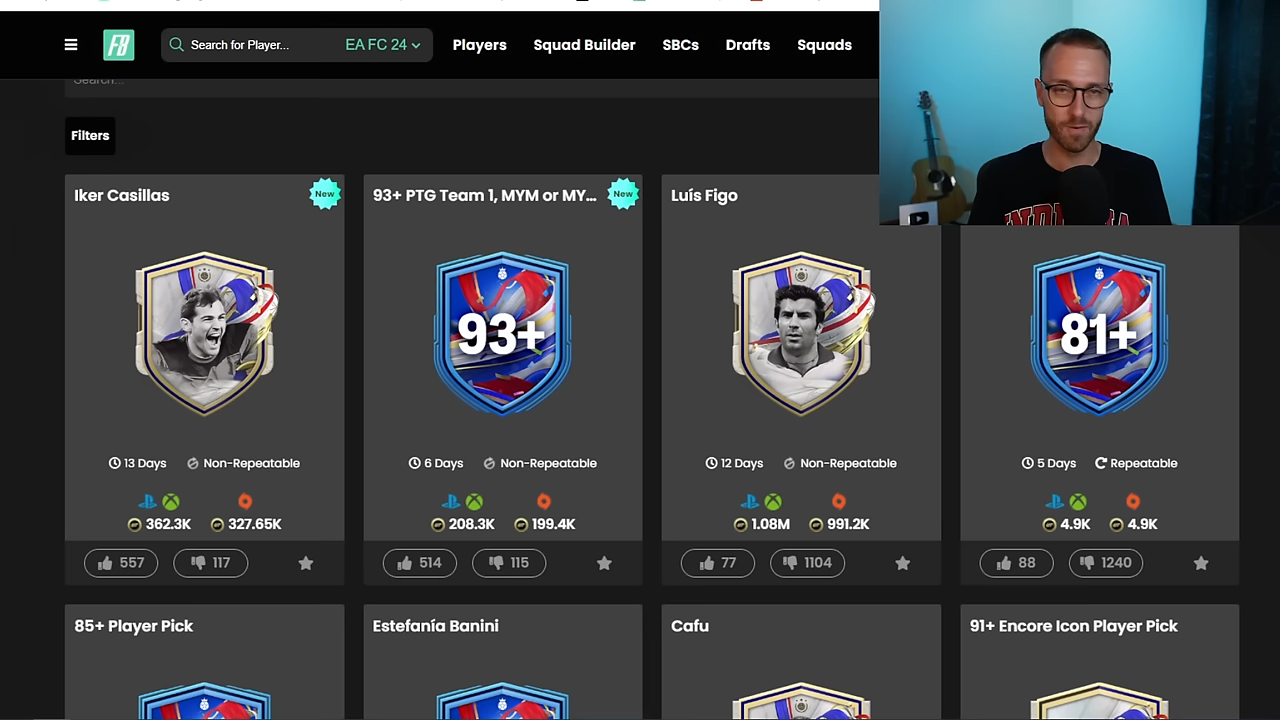 FB
Search for Player...
EA FC 24
Players
Squad Builder
SBCs
Drafts
Squads
Search...
Filters
Iker Casillas
New
13 Days
Non-Repeatable
362.3K
327.65K
557
117
93+ PTG Team 1, MYM or MY...
New
93+
6 Days
Non-Repeatable
208.3K
199.4K
514
115
Luís Figo
12 Days
Non-Repeatable
1.08M
991.2K
77
1104
81+
5 Days
Repeatable
4.9K
4.9K
88
1240
85+ Player Pick
Estefanía Banini
Cafu
91+ Encore Icon Player Pick